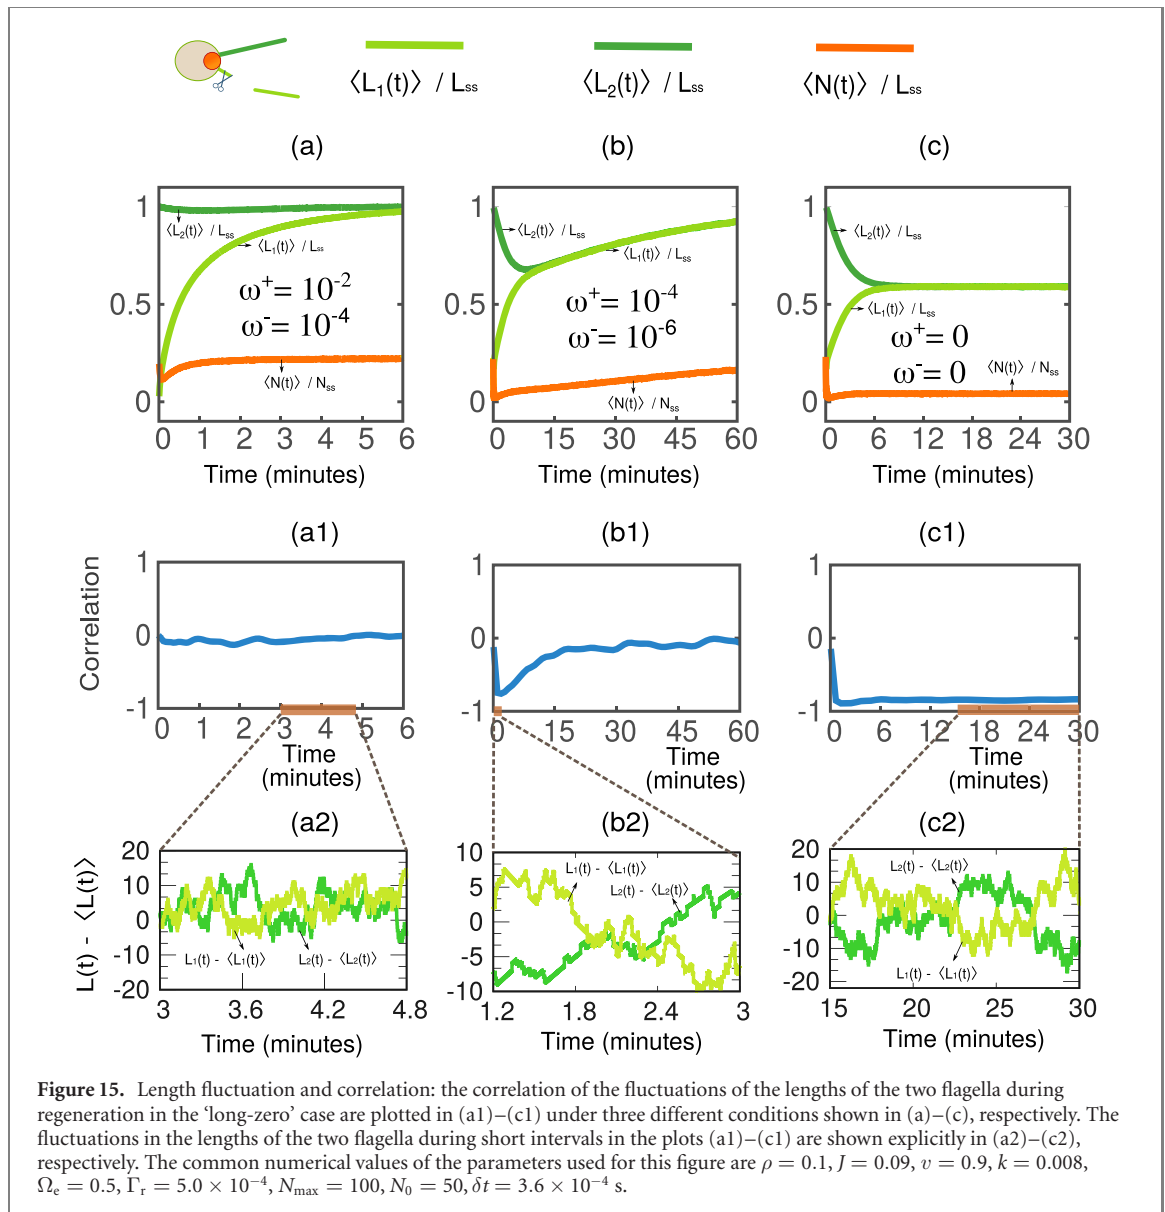 ⟨L₁(t)⟩ / Lss ⟨L₂(t)⟩ / Lss ⟨N(t)⟩ / Lss
(a) (b) (c)
1
0.5
0
⟨L₂(t)⟩ / Lss
⟨L₁(t)⟩ / Lss
ω⁺= 10⁻²
ω⁻= 10⁻⁴
⟨N(t)⟩ / Nss
0 1 2 3 4 5 6
Time (minutes)
1
0.5
0
⟨L₂(t)⟩ / Lss
⟨L₁(t)⟩ / Lss
ω⁺= 10⁻⁴
ω⁻= 10⁻⁶
⟨N(t)⟩ / Nss
0 15 30 45 60
Time (minutes)
1
0.5
0
⟨L₂(t)⟩ / Lss
⟨L₁(t)⟩ / Lss
ω⁺= 0
ω⁻= 0
⟨N(t)⟩ / Nss
0 6 12 18 24 30
Time (minutes)
(a1) (b1) (c1)
Correlation
1
0
-1
0 1 2 3 4 5 6
Time
(minutes)
1
0
-1
0 15 30 45 60
Time
(minutes)
1
0
-1
0 6 12 18 24 30
Time
(minutes)
(a2) (b2) (c2)
L(t) - ⟨L(t)⟩
20
10
0
-10
-20
L₁(t) - ⟨L₁(t)⟩ L₂(t) - ⟨L₂(t)⟩
3 3.6 4.2 4.8
Time (minutes)
10
5
0
-5
-10
L₁(t) - ⟨L₁(t)⟩
L₂(t) - ⟨L₂(t)⟩
1.2 1.8 2.4 3
Time (minutes)
20
10
0
-10
-20
L₂(t) - ⟨L₂(t)⟩
L₁(t) - ⟨L₁(t)⟩
15 20 25 30
Time (minutes)
Figure 15. Length fluctuation and correlation: the correlation of the fluctuations of the lengths of the two flagella during
regeneration in the ‘long-zero’ case are plotted in (a1)–(c1) under three different conditions shown in (a)–(c), respectively. The
fluctuations in the lengths of the two flagella during short intervals in the plots (a1)–(c1) are shown explicitly in (a2)–(c2),
respectively. The common numerical values of the parameters used for this figure are ρ = 0.1, J = 0.09, v = 0.9, k = 0.008,
Ωe = 0.5, Γr = 5.0 × 10⁻⁴, Nmax = 100, N₀ = 50, δt = 3.6 × 10⁻⁴ s.